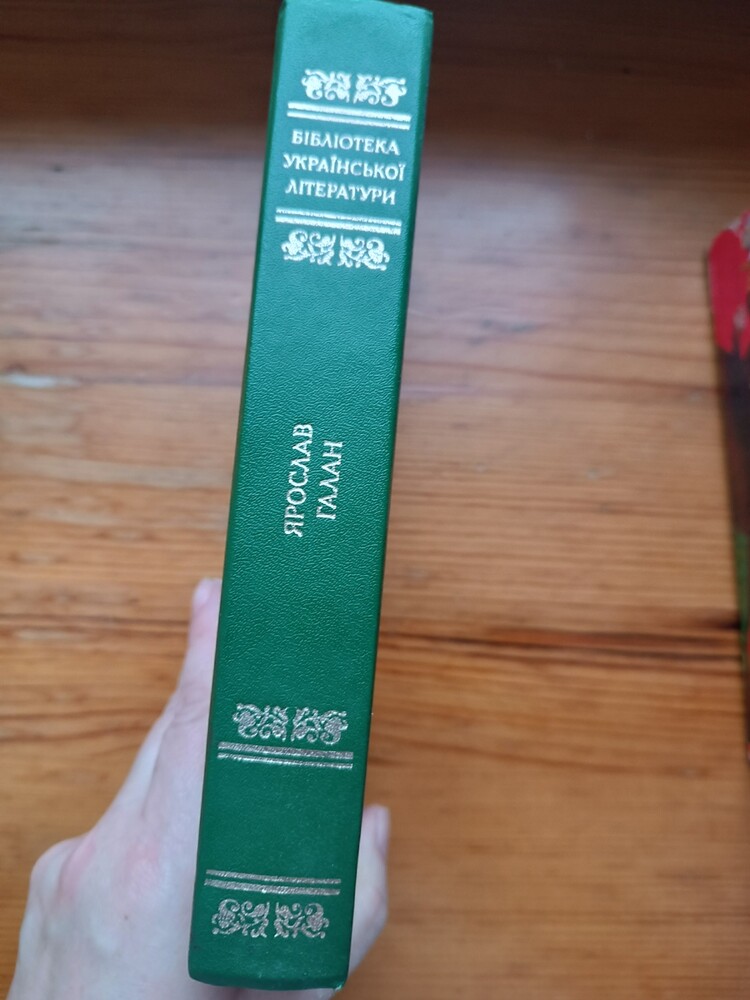 БІБЛІОТЕКА
УКРАЇНСЬКОЇ
ЛІТЕРАТУРИ
ЯРОСЛАВ
ГАЛАН